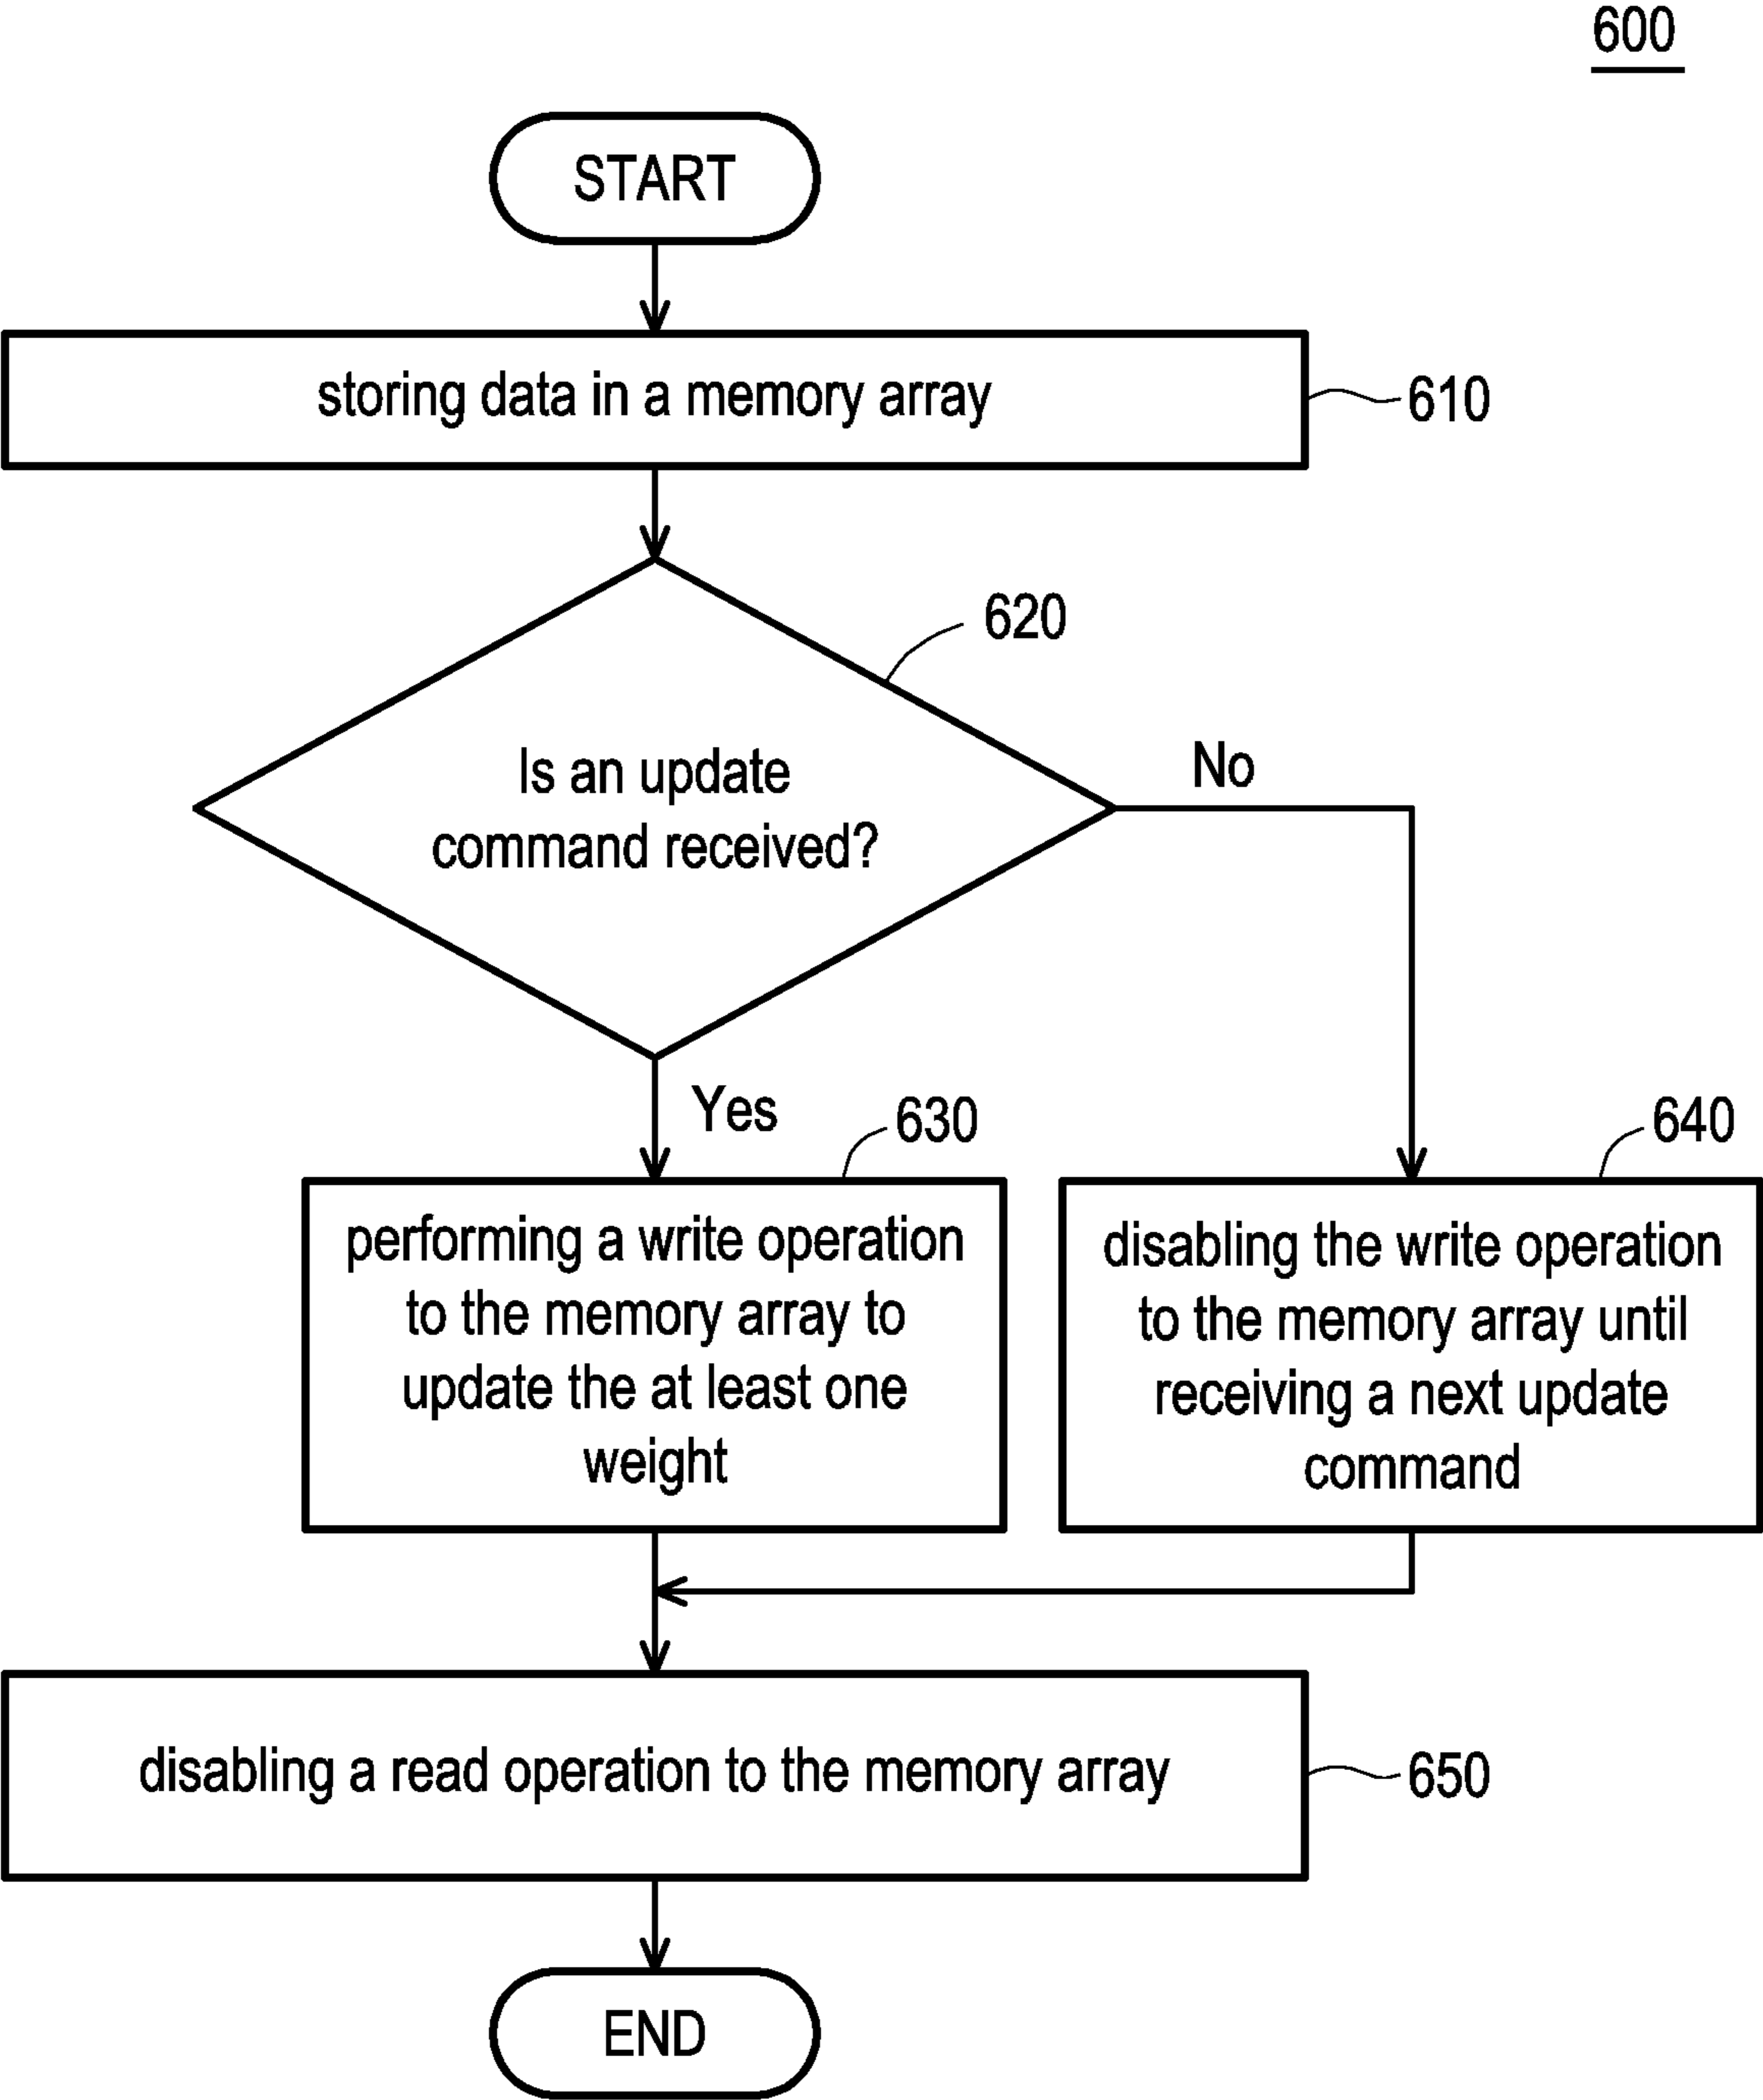 600
START
storing data in a memory array
610
620
Is an update
command received?
No
Yes
630
performing a write operation
to the memory array to
update the at least one
weight
640
disabling the write operation
to the memory array until
receiving a next update
command
disabling a read operation to the memory array
650
END